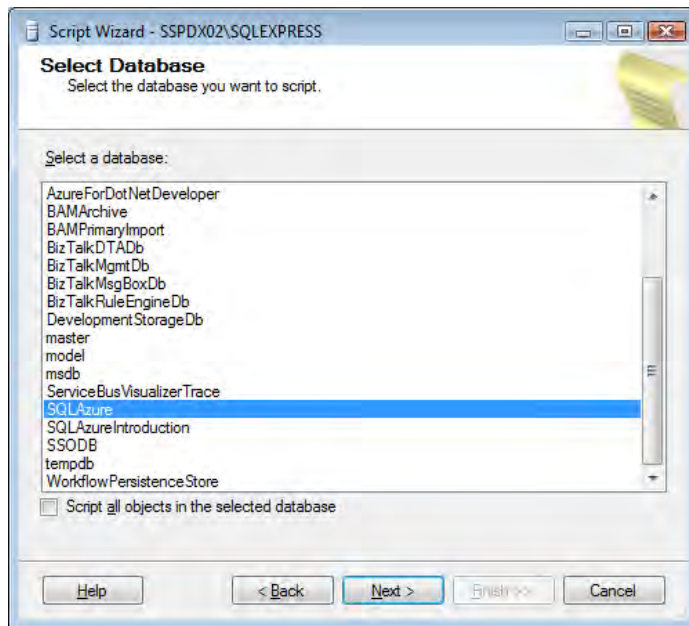 Script Wizard - SSPDX02\SQLEXPRESS
Select Database
Select the database you want to script.
Select a database:
AzureForDotNetDeveloper
BAMArchive
BAMPrimaryImport
BizTalkDTADb
BizTalkMgmtDb
BizTalkMsgBoxDb
BizTalkRuleEngineDb
DevelopmentStorageDb
master
model
msdb
ServiceBusVisualizerTrace
SQLAzure
SQLAzureIntroduction
SSODB
tempdb
WorkflowPersistenceStore
Script all objects in the selected database
Help < Back Next > Finish >> Cancel